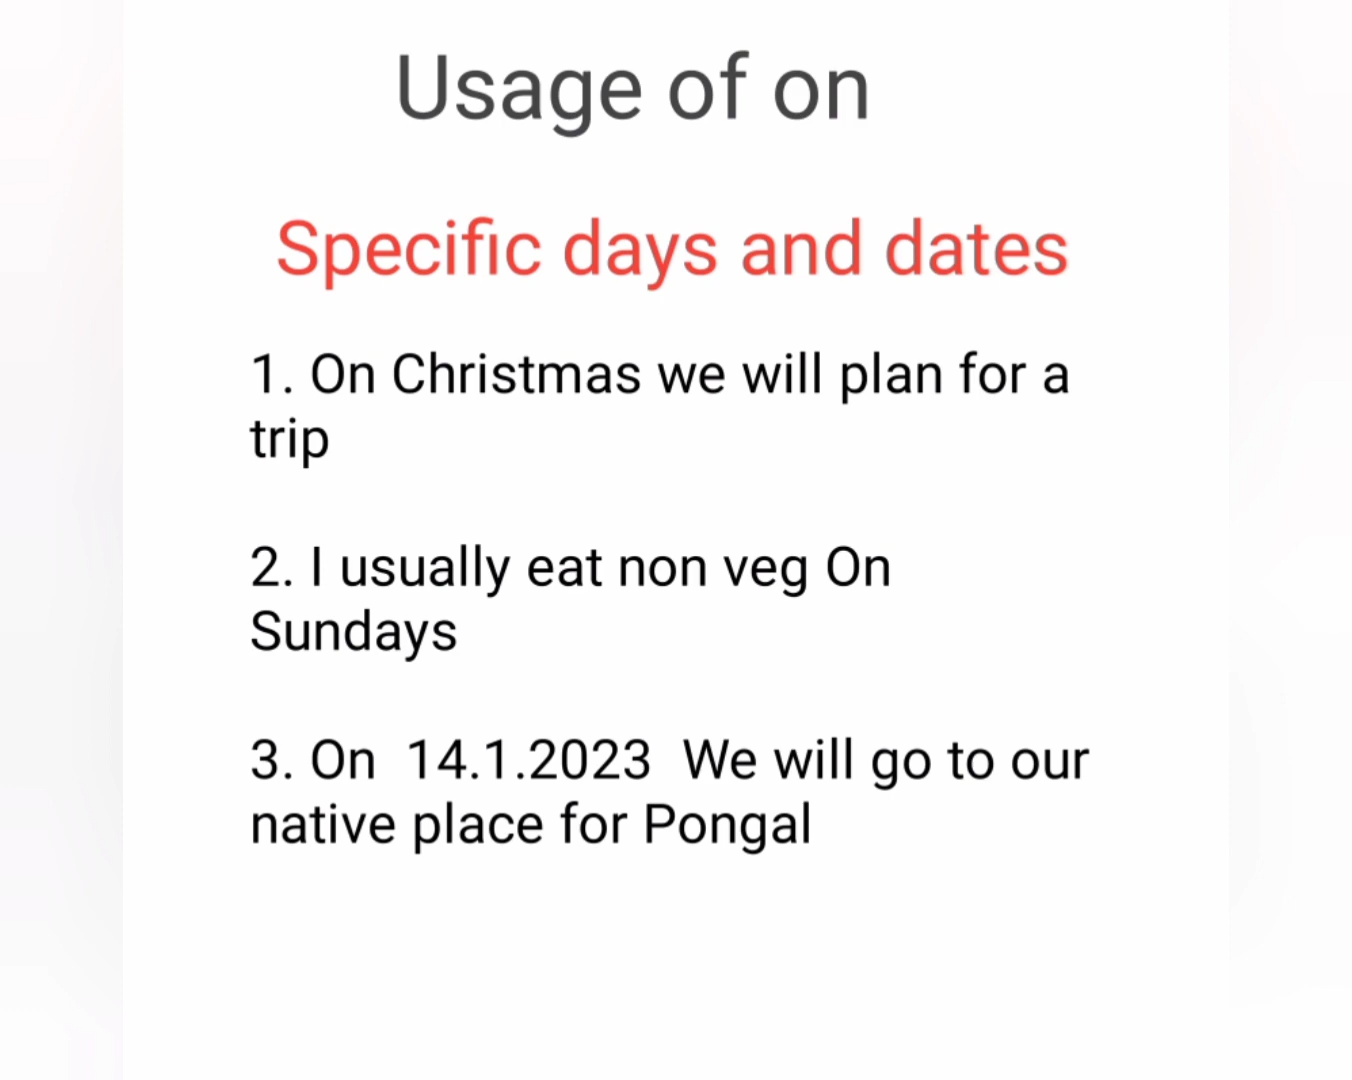 Usage of on
Specific days and dates
1. On Christmas we will plan for a
trip
2. I usually eat non veg On
Sundays
3. On  14.1.2023  We will go to our
native place for Pongal